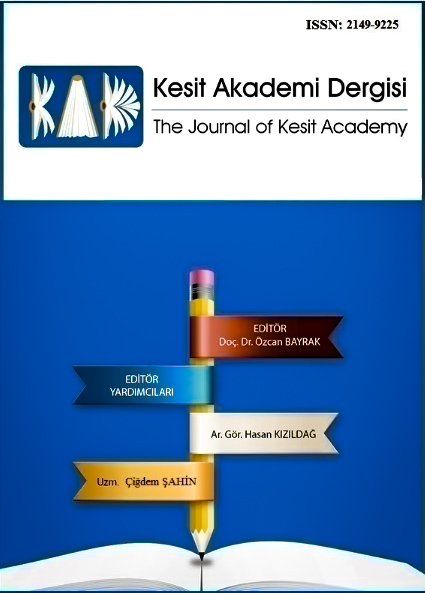 ISSN: 2149-9225
KAD
Kesit Akademi Dergisi
The Journal of Kesit Academy
EDİTÖR
Doç. Dr. Özcan BAYRAK
EDİTÖR
YARDIMCILARI
Ar. Gör. Hasan KIZILDAĞ
Uzm. Çiğdem ŞAHİN